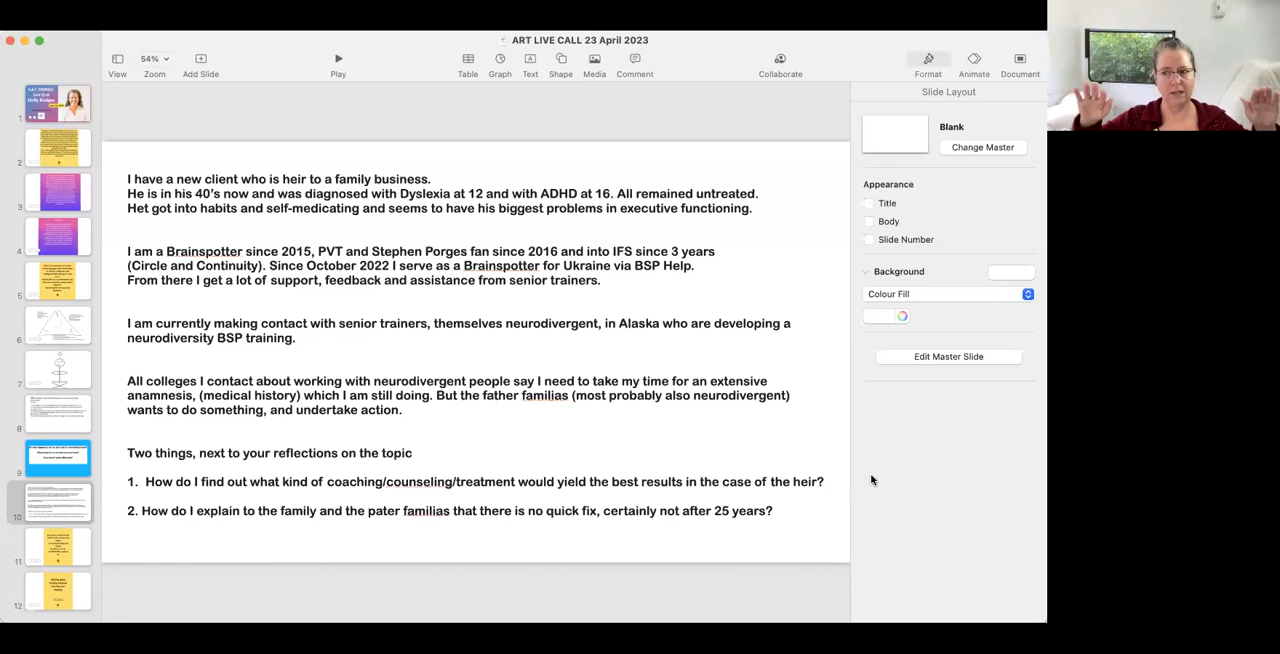 ART LIVE CALL 23 April 2023
54%
View
Zoom
Add Slide
Play
Table
Graph
Text
Shape
Media
Comment
Collaborate
Format
Animate
Document
1
2
3
4
5
6
7
8
9
10
11
12
I have a new client who is heir to a family business.
He is in his 40's now and was diagnosed with Dyslexia at 12 and with ADHD at 16. All remained untreated.
Het got into habits and self-medicating and seems to have his biggest problems in executive functioning.
I am a Brainspotter since 2015, PVT and Stephen Porges fan since 2016 and into IFS since 3 years
(Circle and Continuity). Since October 2022 I serve as a Brainspotter for Ukraine via BSP Help.
From there I get a lot of support, feedback and assistance from senior trainers.
I am currently making contact with senior trainers, themselves neurodivergent, in Alaska who are developing a
neurodiversity BSP training.
All colleges I contact about working with neurodivergent people say I need to take my time for an extensive
anamnesis, (medical history) which I am still doing. But the father familias (most probably also neurodivergent)
wants to do something, and undertake action.
Two things, next to your reflections on the topic
1. How do I find out what kind of coaching/counseling/treatment would yield the best results in the case of the heir?
2. How do I explain to the family and the pater familias that there is no quick fix, certainly not after 25 years?
Slide Layout
Blank
Change Master
Appearance
Title
Body
Slide Number
Background
Colour Fill
Edit Master Slide